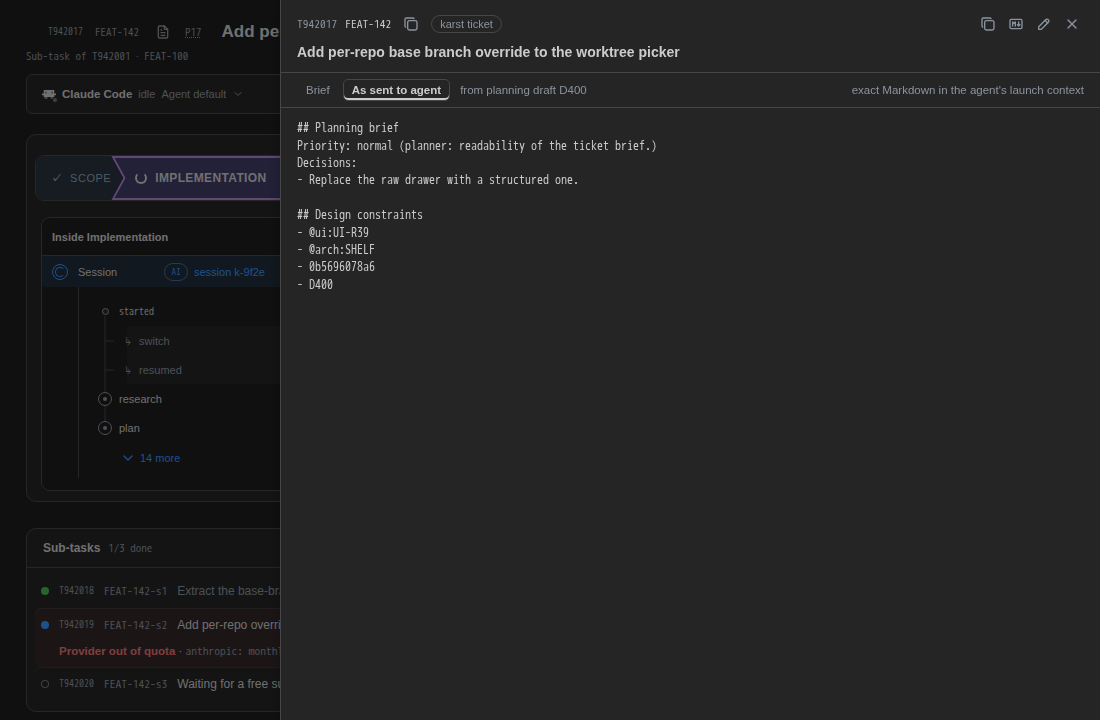 T942017 FEAT-142 P17 Add pe
Sub-task of T942001 · FEAT-100
Claude Code idle Agent default
✓ SCOPE IMPLEMENTATION
Inside Implementation
Session AI session k-9f2e
started
↳ switch
↳ resumed
research
plan
14 more
Sub-tasks 1/3 done
T942018 FEAT-142-s1 Extract the base-br
T942019 FEAT-142-s2 Add per-repo overri
Provider out of quota · anthropic: monthl
T942020 FEAT-142-s3 Waiting for a free su
T942017 FEAT-142 karst ticket
Add per-repo base branch override to the worktree picker
Brief As sent to agent from planning draft D400 exact Markdown in the agent's launch context
## Planning brief
Priority: normal (planner: readability of the ticket brief.)
Decisions:
- Replace the raw drawer with a structured one.
## Design constraints
- @ui:UI-R39
- @arch:SHELF
- 0b5696078a6
- D400